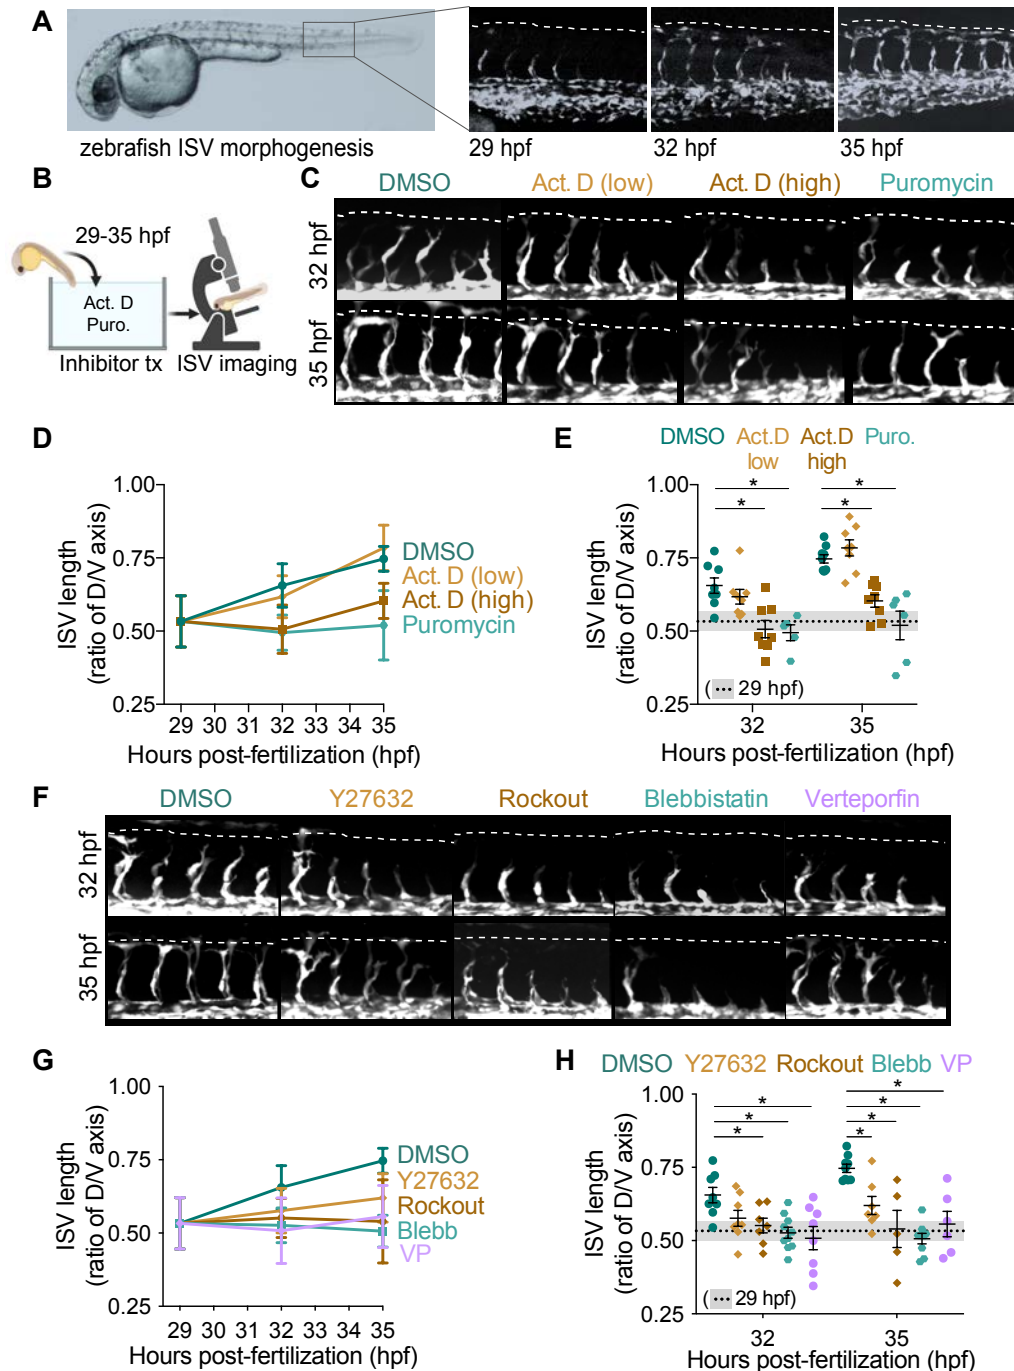 A
zebrafish ISV morphogenesis
29 hpf
32 hpf
35 hpf
B
29-35 hpf
Act. D
Puro.
Inhibitor tx
ISV imaging
C
DMSO
Act. D (low)
Act. D (high)
Puromycin
32 hpf
35 hpf
D
1.00
0.75
0.50
0.25
ISV length
(ratio of D/V axis)
DMSO
Act. D (low)
Act. D (high)
Puromycin
29 30 31 32 33 34 35
Hours post-fertilization (hpf)
E
DMSO Act.D low Act.D high Puro.
1.00
0.75
0.50
0.25
ISV length
(ratio of D/V axis)
* * * *
(29 hpf)
32 35
Hours post-fertilization (hpf)
F
DMSO
Y27632
Rockout
Blebbistatin
Verteporfin
32 hpf
35 hpf
G
1.00
0.75
0.50
0.25
ISV length
(ratio of D/V axis)
DMSO
Y27632
Rockout
Blebb
VP
29 30 31 32 33 34 35
Hours post-fertilization (hpf)
H
DMSO Y27632 Rockout Blebb VP
1.00
0.75
0.50
0.25
ISV length
(ratio of D/V axis)
* * * * * * *
(29 hpf)
32 35
Hours post-fertilization (hpf)